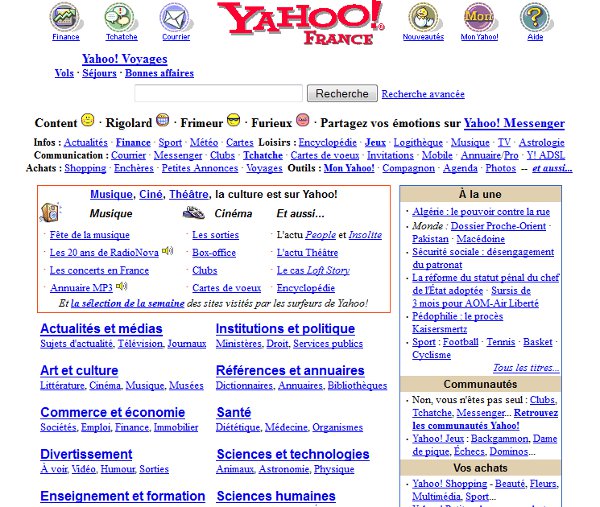 Finance Tchatche Courrier YAHOO! FRANCE Nouveautés Mon Mon Yahoo! Aide
Yahoo! Voyages
Vols · Séjours · Bonnes affaires
Recherche Recherche avancée
Content · Rigolard · Frimeur · Furieux · Partagez vos émotions sur Yahoo! Messenger
Infos : Actualités · Finance · Sport · Météo · Cartes Loisirs : Encyclopédie · Jeux · Logithèque · Musique · TV · Astrologie
Communication : Courrier · Messenger · Clubs · Tchatche · Cartes de voeux · Invitations · Mobile · Annuaire/Pro · Y! ADSL
Achats : Shopping · Enchères · Petites Annonces · Voyages Outils : Mon Yahoo! · Compagnon · Agenda · Photos -- et aussi...
Musique, Ciné, Théâtre, la culture est sur Yahoo!
Musique Cinéma Et aussi...
· Fête de la musique · Les sorties · L'actu People et Insolite
· Les 20 ans de RadioNova · Box-office · L'actu Théâtre
· Les concerts en France · Clubs · Le cas Loft Story
· Annuaire MP3 · Cartes de voeux · Encyclopédie
Et la sélection de la semaine des sites visités par les surfeurs de Yahoo!
Actualités et médias
Sujets d'actualité, Télévision, Journaux
Institutions et politique
Ministères, Droit, Services publics
Art et culture
Littérature, Cinéma, Musique, Musées
Références et annuaires
Dictionnaires, Annuaires, Bibliothèques
Commerce et économie
Sociétés, Emploi, Finance, Immobilier
Santé
Diététique, Médecine, Organismes
Divertissement
À voir, Vidéo, Humour, Sorties
Sciences et technologies
Animaux, Astronomie, Physique
Enseignement et formation
Sciences humaines
À la une
· Algérie : le pouvoir contre la rue
· Monde : Dossier Proche-Orient ·
Pakistan · Macédoine
· Sécurité sociale : désengagement
du patronat
· La réforme du statut pénal du chef
de l'État adoptée · Sursis de
3 mois pour AOM-Air Liberté
· Pédophilie : le procès
Kaisersmertz
· Sport : Football · Tennis · Basket ·
Cyclisme
Tous les titres...
Communautés
· Non, vous n'êtes pas seul : Clubs,
Tchatche, Messenger... Retrouvez
les communautés Yahoo!
· Yahoo! Jeux : Backgammon, Dame
de pique, Échecs, Dominos...
Vos achats
· Yahoo! Shopping - Beauté, Fleurs,
Multimédia, Sport...